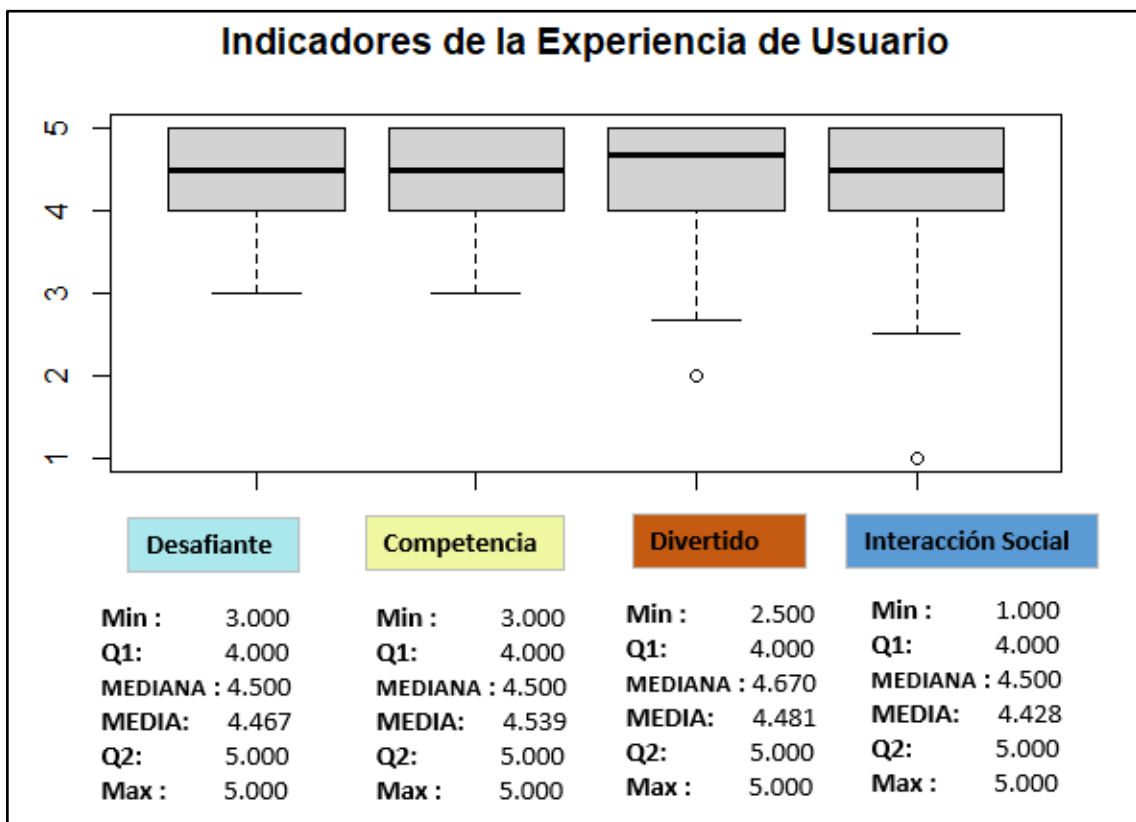 Indicadores de la Experiencia de Usuario
5
4
3
2
1
Desafiante
Competencia
Divertido
Interacción Social
Min : 3.000
Q1: 4.000
MEDIANA : 4.500
MEDIA: 4.467
Q2: 5.000
Max : 5.000
Min : 3.000
Q1: 4.000
MEDIANA : 4.500
MEDIA: 4.539
Q2: 5.000
Max : 5.000
Min : 2.500
Q1: 4.000
MEDIANA : 4.670
MEDIA: 4.481
Q2: 5.000
Max : 5.000
Min : 1.000
Q1: 4.000
MEDIANA : 4.500
MEDIA: 4.428
Q2: 5.000
Max : 5.000